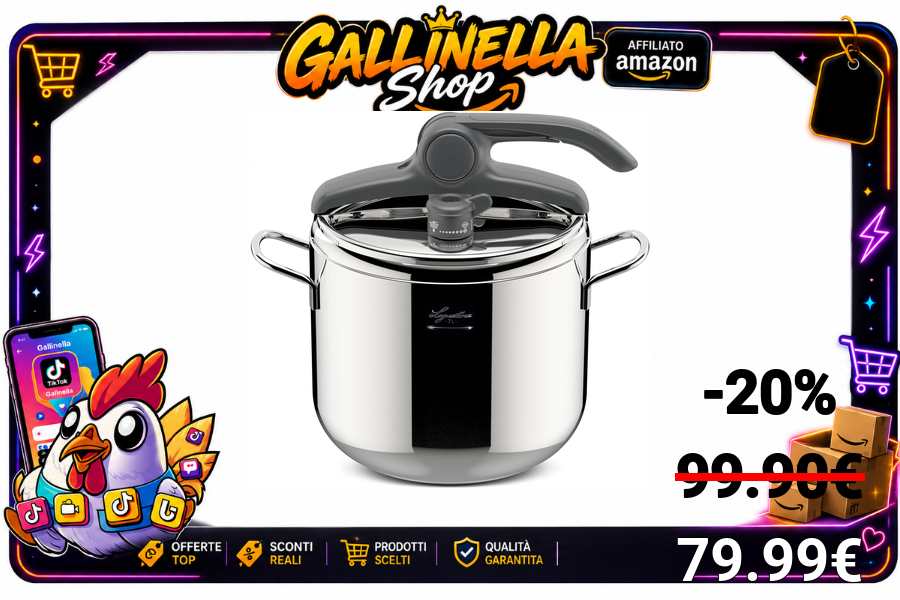 GALLINELLA
Shop
AFFILIATO
amazon
Gallinella
TikTok
Gallinella
Lagostina
-20%
99.90€
79.99€
OFFERTE
TOP
SCONTI
REALI
PRODOTTI
SCELTI
QUALITÀ
GARANTITA